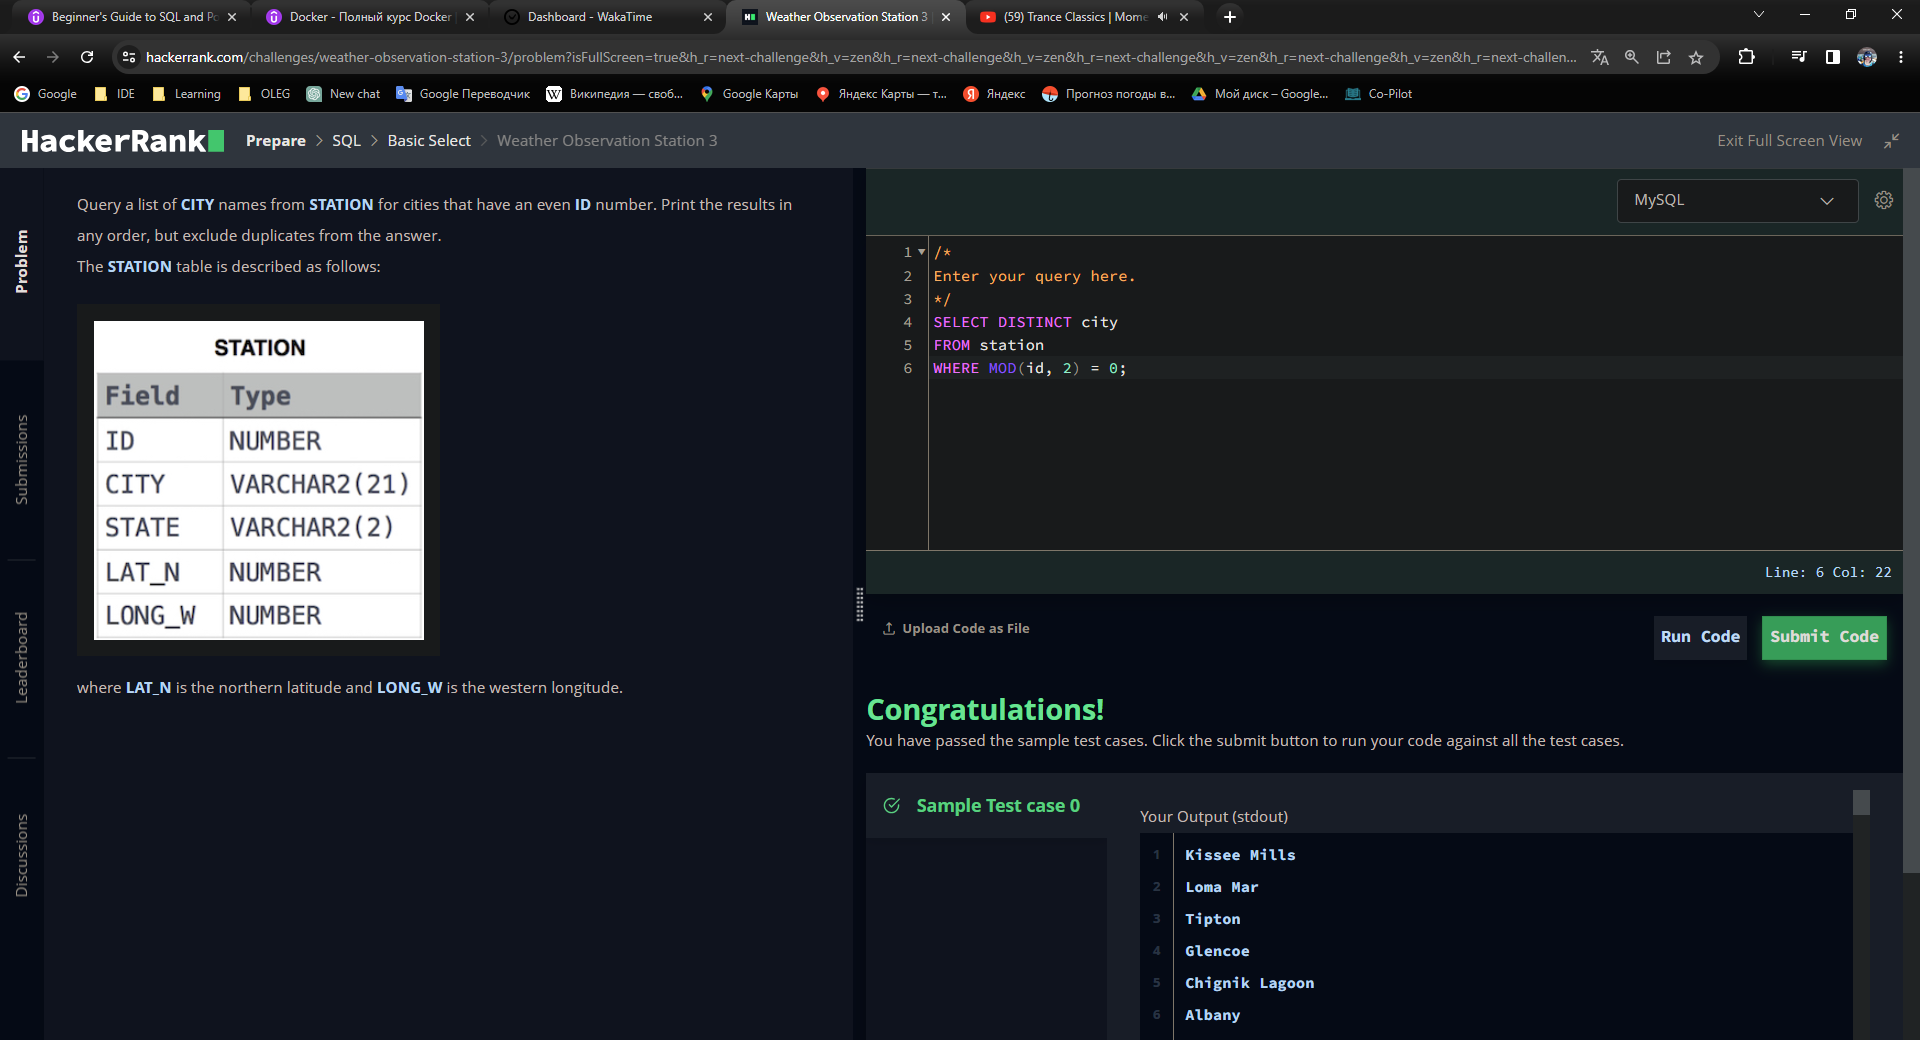 Beginner's Guide to SQL and Po
Docker - Полный курс Docker
Dashboard - WakaTime
Weather Observation Station 3
(59) Trance Classics | Mome
hackerrank.com/challenges/weather-observation-station-3/problem?isFullScreen=true&h_r=next-challenge&h_v=zen&h_r=next-challenge&h_v=zen&h_r=next-challenge&h_v=zen&h_r=next-challenge&h_v=zen&h_r=next-challen...
Google
IDE
Learning
OLEG
New chat
Google Переводчик
Википедия — своб...
Google Карты
Яндекс Карты — т...
Яндекс
Прогноз погоды в...
Мой диск – Google...
Co-Pilot
HackerRank
Prepare > SQL > Basic Select > Weather Observation Station 3
Exit Full Screen View
Problem
Submissions
Leaderboard
Discussions
Query a list of CITY names from STATION for cities that have an even ID number. Print the results in
any order, but exclude duplicates from the answer.
The STATION table is described as follows:
STATION
Field Type
ID NUMBER
CITY VARCHAR2(21)
STATE VARCHAR2(2)
LAT_N NUMBER
LONG_W NUMBER
where LAT_N is the northern latitude and LONG_W is the western longitude.
MySQL
1 /*
2 Enter your query here.
3 */
4 SELECT DISTINCT city
5 FROM station
6 WHERE MOD(id, 2) = 0;
Line: 6 Col: 22
Upload Code as File
Run Code
Submit Code
Congratulations!
You have passed the sample test cases. Click the submit button to run your code against all the test cases.
Sample Test case 0
Your Output (stdout)
1 Kissee Mills
2 Loma Mar
3 Tipton
4 Glencoe
5 Chignik Lagoon
6 Albany